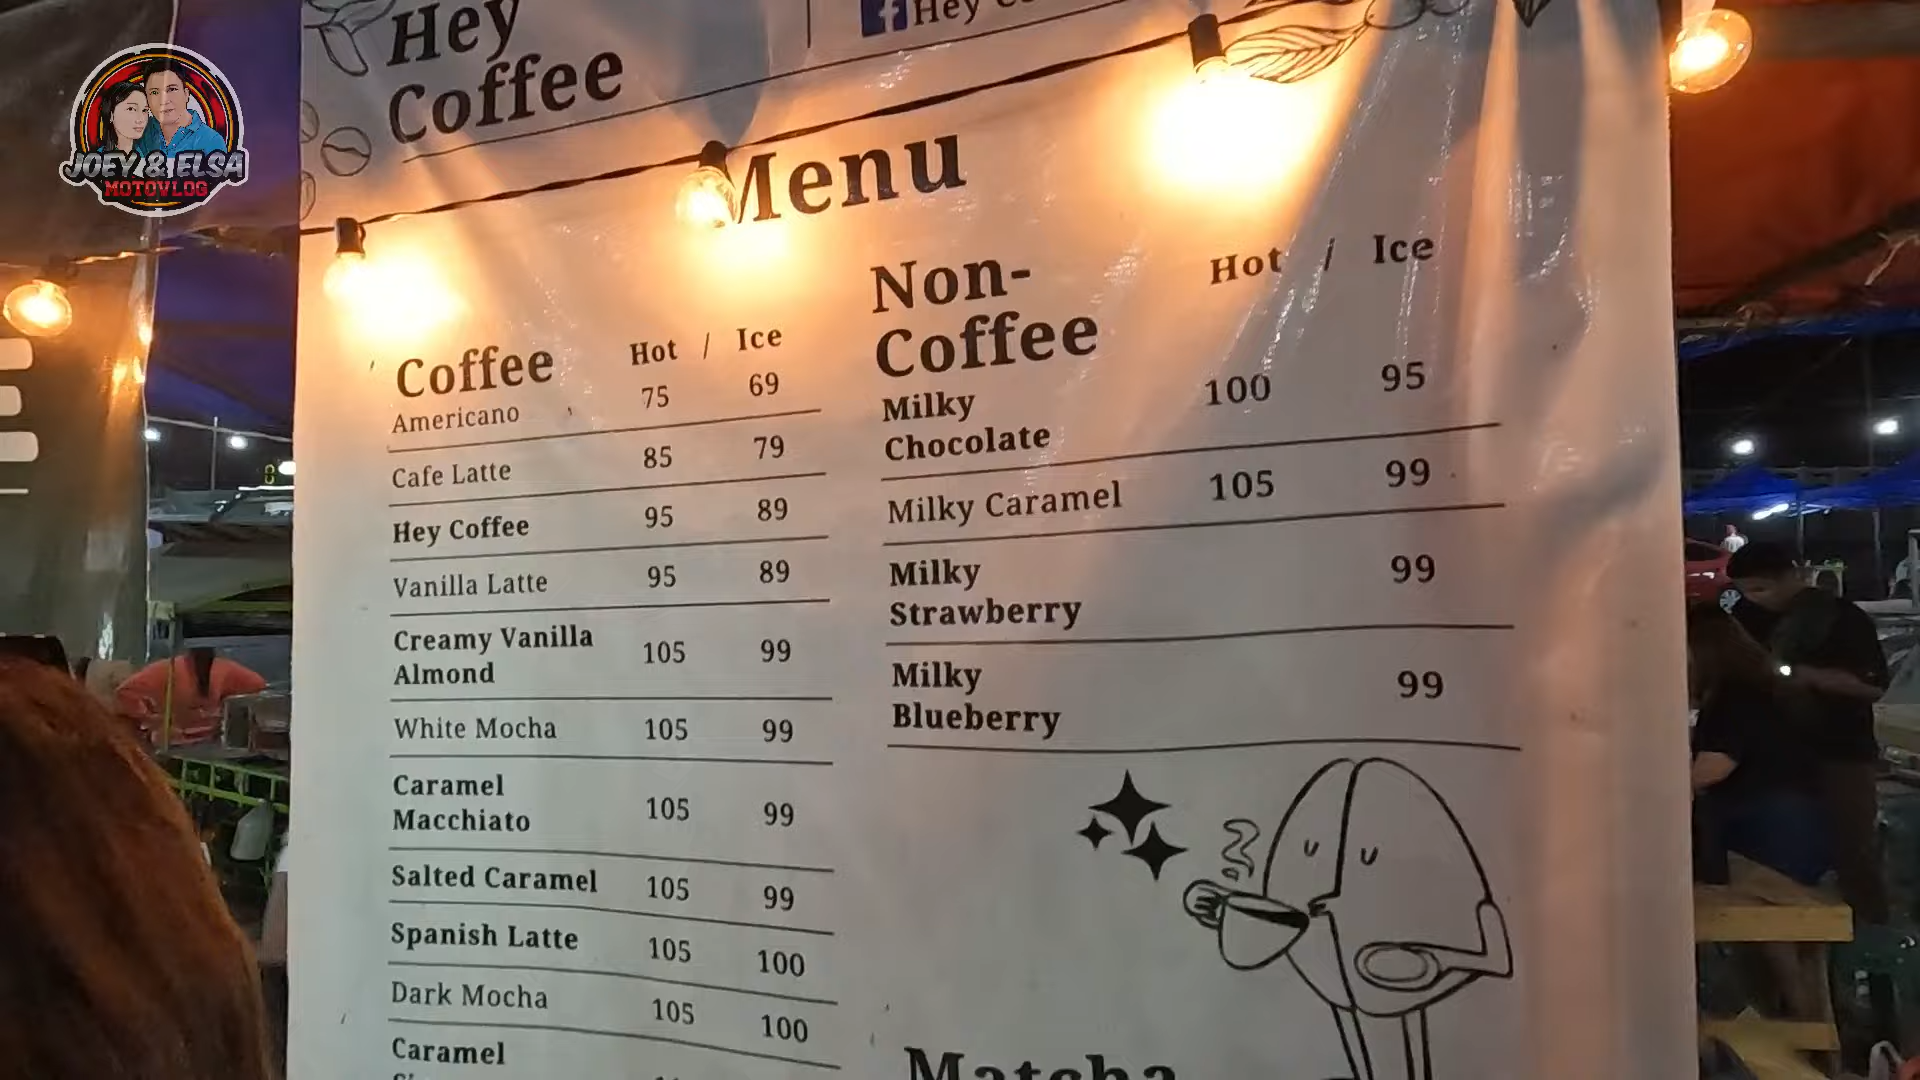 JOEY & ELSA
MOTOVLOG
Hey
Coffee
Hey
Menu
Coffee Hot / Ice
Americano 75 69
Cafe Latte 85 79
Hey Coffee 95 89
Vanilla Latte 95 89
Creamy Vanilla
Almond 105 99
White Mocha 105 99
Caramel
Macchiato 105 99
Salted Caramel 105 99
Spanish Latte 105 100
Dark Mocha 105 100
Caramel
Non-
Coffee Hot / Ice
Milky
Chocolate 100 95
Milky Caramel 105 99
Milky
Strawberry 99
Milky
Blueberry 99
Matcha